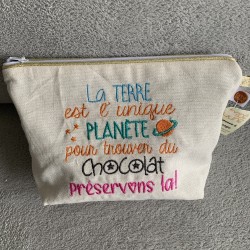 La TERRE
est l'unique
PLANÈTE
pour trouver du
CHOCOLAT
préservons la!